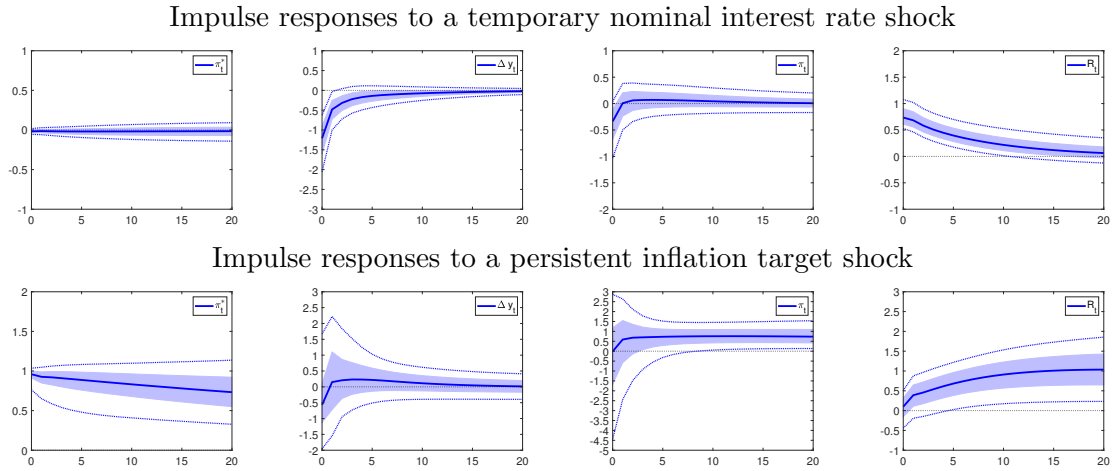 Impulse responses to a temporary nominal interest rate shock
1 0.5 0 -0.5 -1 0 5 10 15 20 π*t
1 0.5 0 -0.5 -1 -1.5 -2 -2.5 -3 0 5 10 15 20 Δ yt
1 0.5 0 -0.5 -1 -1.5 -2 0 5 10 15 20 πt
2 1.5 1 0.5 0 -0.5 -1 0 5 10 15 20 Rt
Impulse responses to a persistent inflation target shock
2 1.5 1 0.5 0 0 5 10 15 20 π*t
3 2.5 2 1.5 1 0.5 0 -0.5 -1 -1.5 -2 0 5 10 15 20 Δ yt
3 2.5 2 1.5 1 0.5 0 -0.5 -1 -1.5 -2 -2.5 -3 -3.5 -4 -4.5 -5 0 5 10 15 20 πt
3 2.5 2 1.5 1 0.5 0 -0.5 -1 0 5 10 15 20 Rt